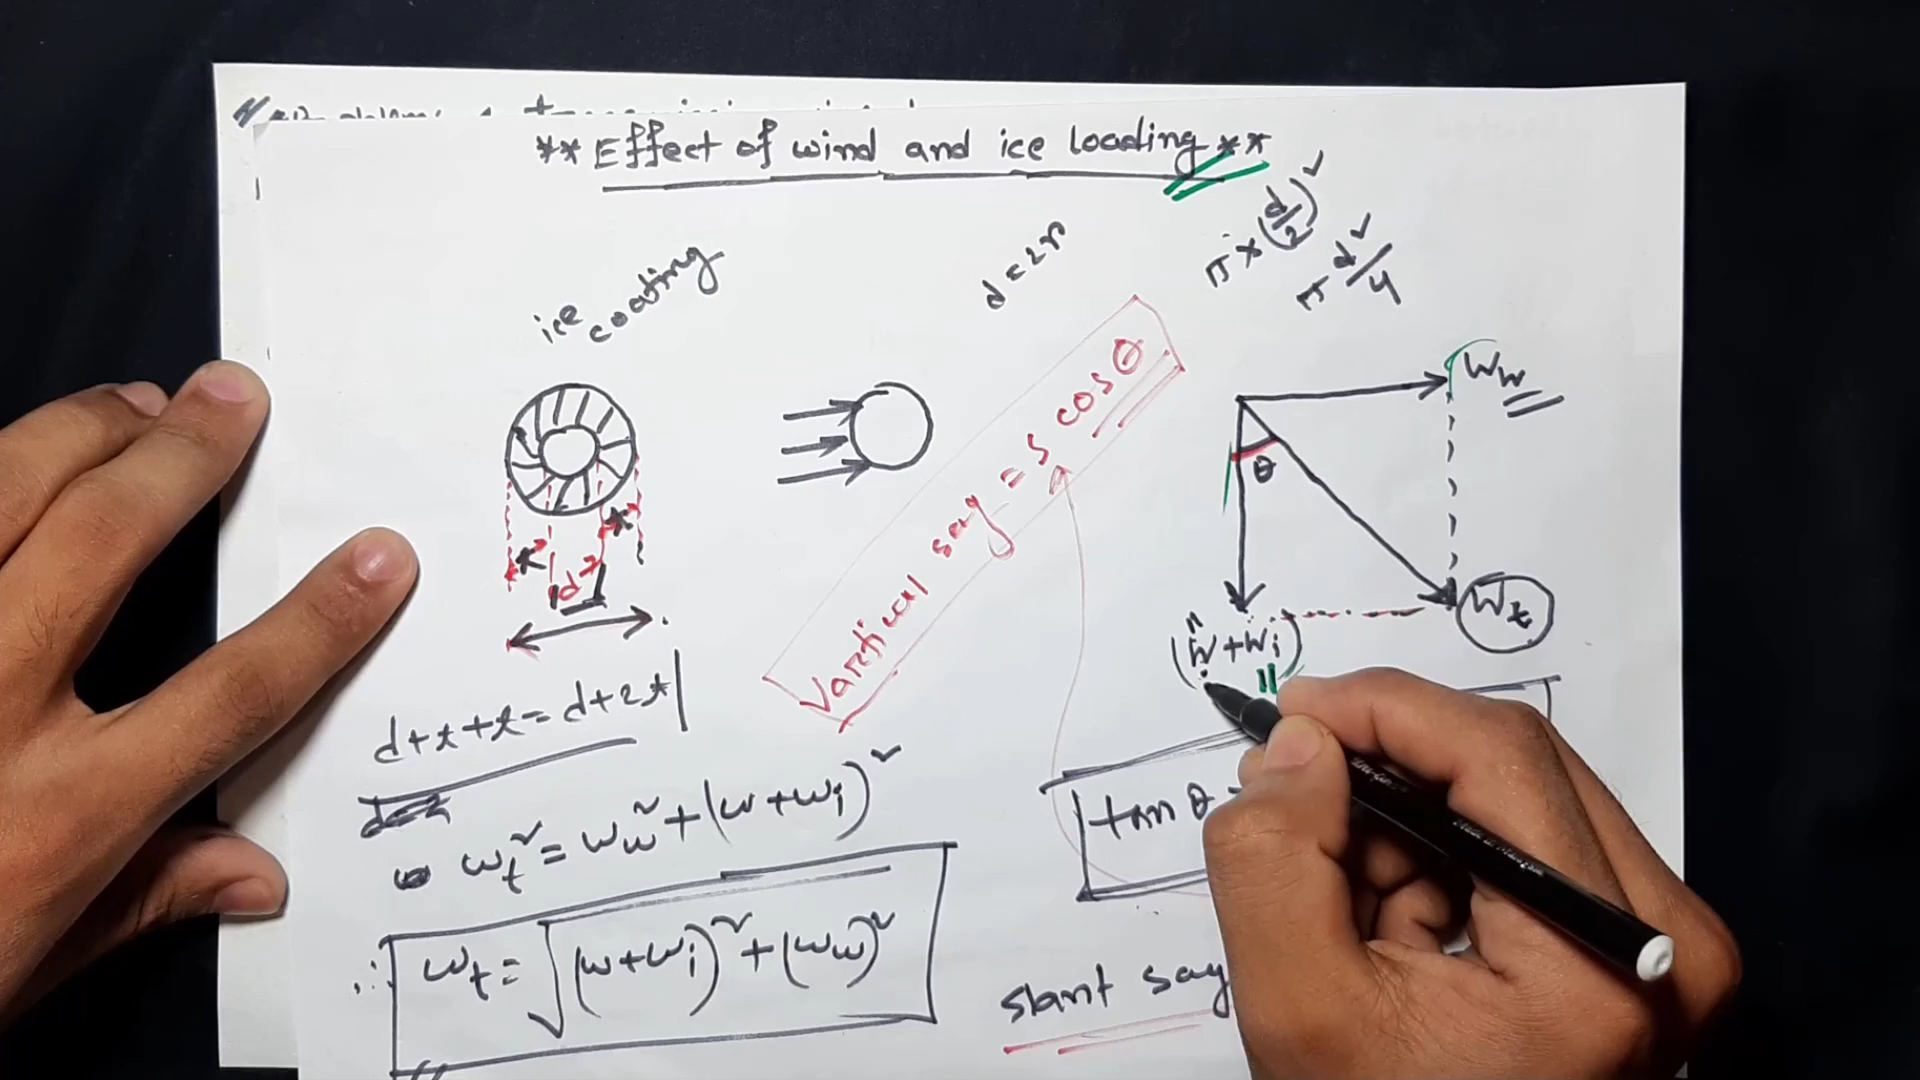 ** Effect of wind and ice loading **
π × (d/2)²
π d²/4
d = 2r
ice coating
Varetical sag = s cos θ
Ww
θ
t
t
d
Wt
(W + Wi)
d+t+t = d+2t
wt² = ww² + (w+wi)²
tan θ
∴ wt = √(w+wi)² + (ww)²
slant sag